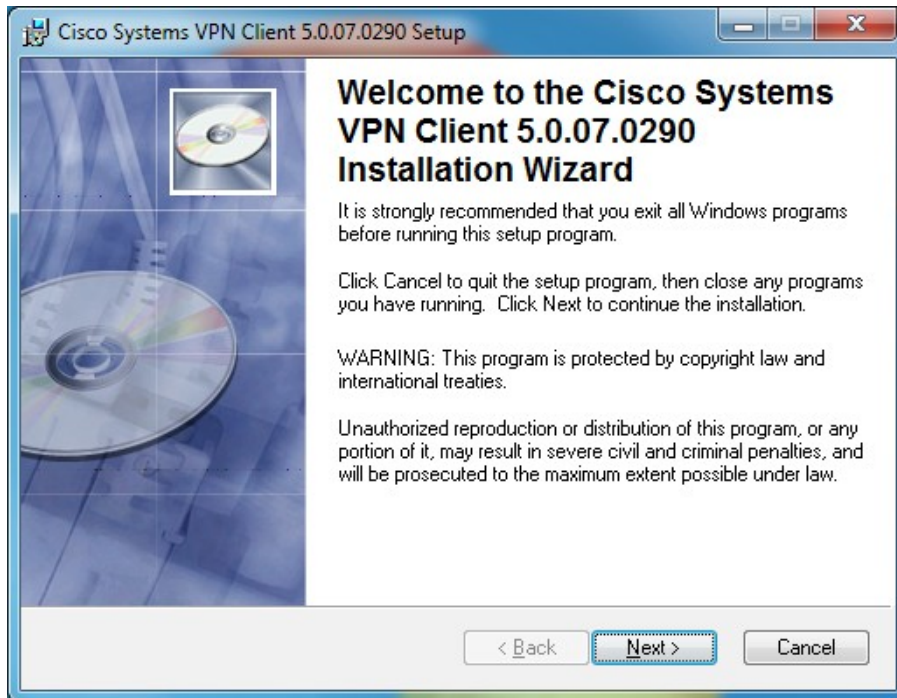 Cisco Systems VPN Client 5.0.07.0290 Setup
Welcome to the Cisco Systems
VPN Client 5.0.07.0290
Installation Wizard
It is strongly recommended that you exit all Windows programs
before running this setup program.
Click Cancel to quit the setup program, then close any programs
you have running. Click Next to continue the installation.
WARNING: This program is protected by copyright law and
international treaties.
Unauthorized reproduction or distribution of this program, or any
portion of it, may result in severe civil and criminal penalties, and
will be prosecuted to the maximum extent possible under law.
< Back
Next >
Cancel